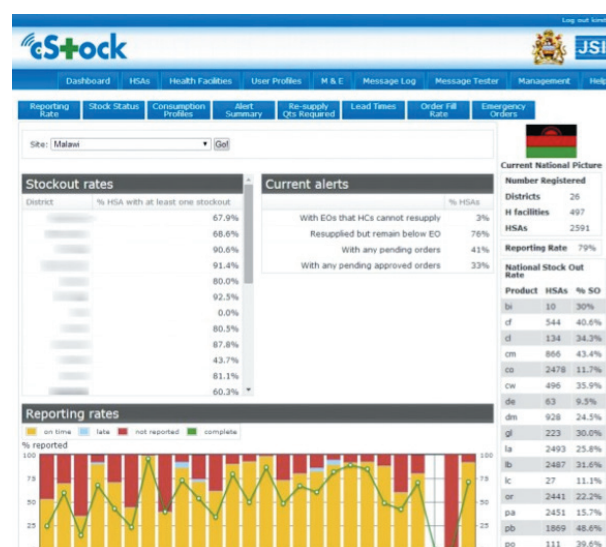 Log out
cStock
JSI
Dashboard HSAs Health Facilities User Profiles M & E Message Log Message Tester Management Help
Reporting Rate
Stock Status
Consumption Profiles
Alert Summary
Re-supply Qts Required
Lead Times
Order Fill Rate
Emergency Orders
Site: Malawi Go!
Stockout rates
District % HSA with at least one stockout
67.9%
68.6%
90.6%
91.4%
80.0%
92.5%
0.0%
80.5%
87.8%
43.7%
81.1%
60.3%
Current alerts
% HSAs
With EOs that HCs cannot resupply 3%
Resupplied but remain below EO 76%
With any pending orders 41%
With any pending approved orders 33%
Reporting rates
on time late not reported complete
% reported
100
75
50
25
100
75
50
25
Current National Picture
Number Registered
Districts 26
H facilities 497
HSAs 2591
Reporting Rate 79%
National Stock Out Rate
Product HSAs % SO
bi 10 30%
cf 544 40.6%
cl 134 34.3%
cm 866 43.4%
co 2478 11.7%
cw 496 35.9%
de 63 9.5%
dm 928 24.5%
gl 223 30.0%
la 2493 25.8%
lb 2487 31.6%
lc 27 11.1%
or 2441 22.2%
pa 2451 15.7%
pb 1869 48.6%
po 111 39.6%